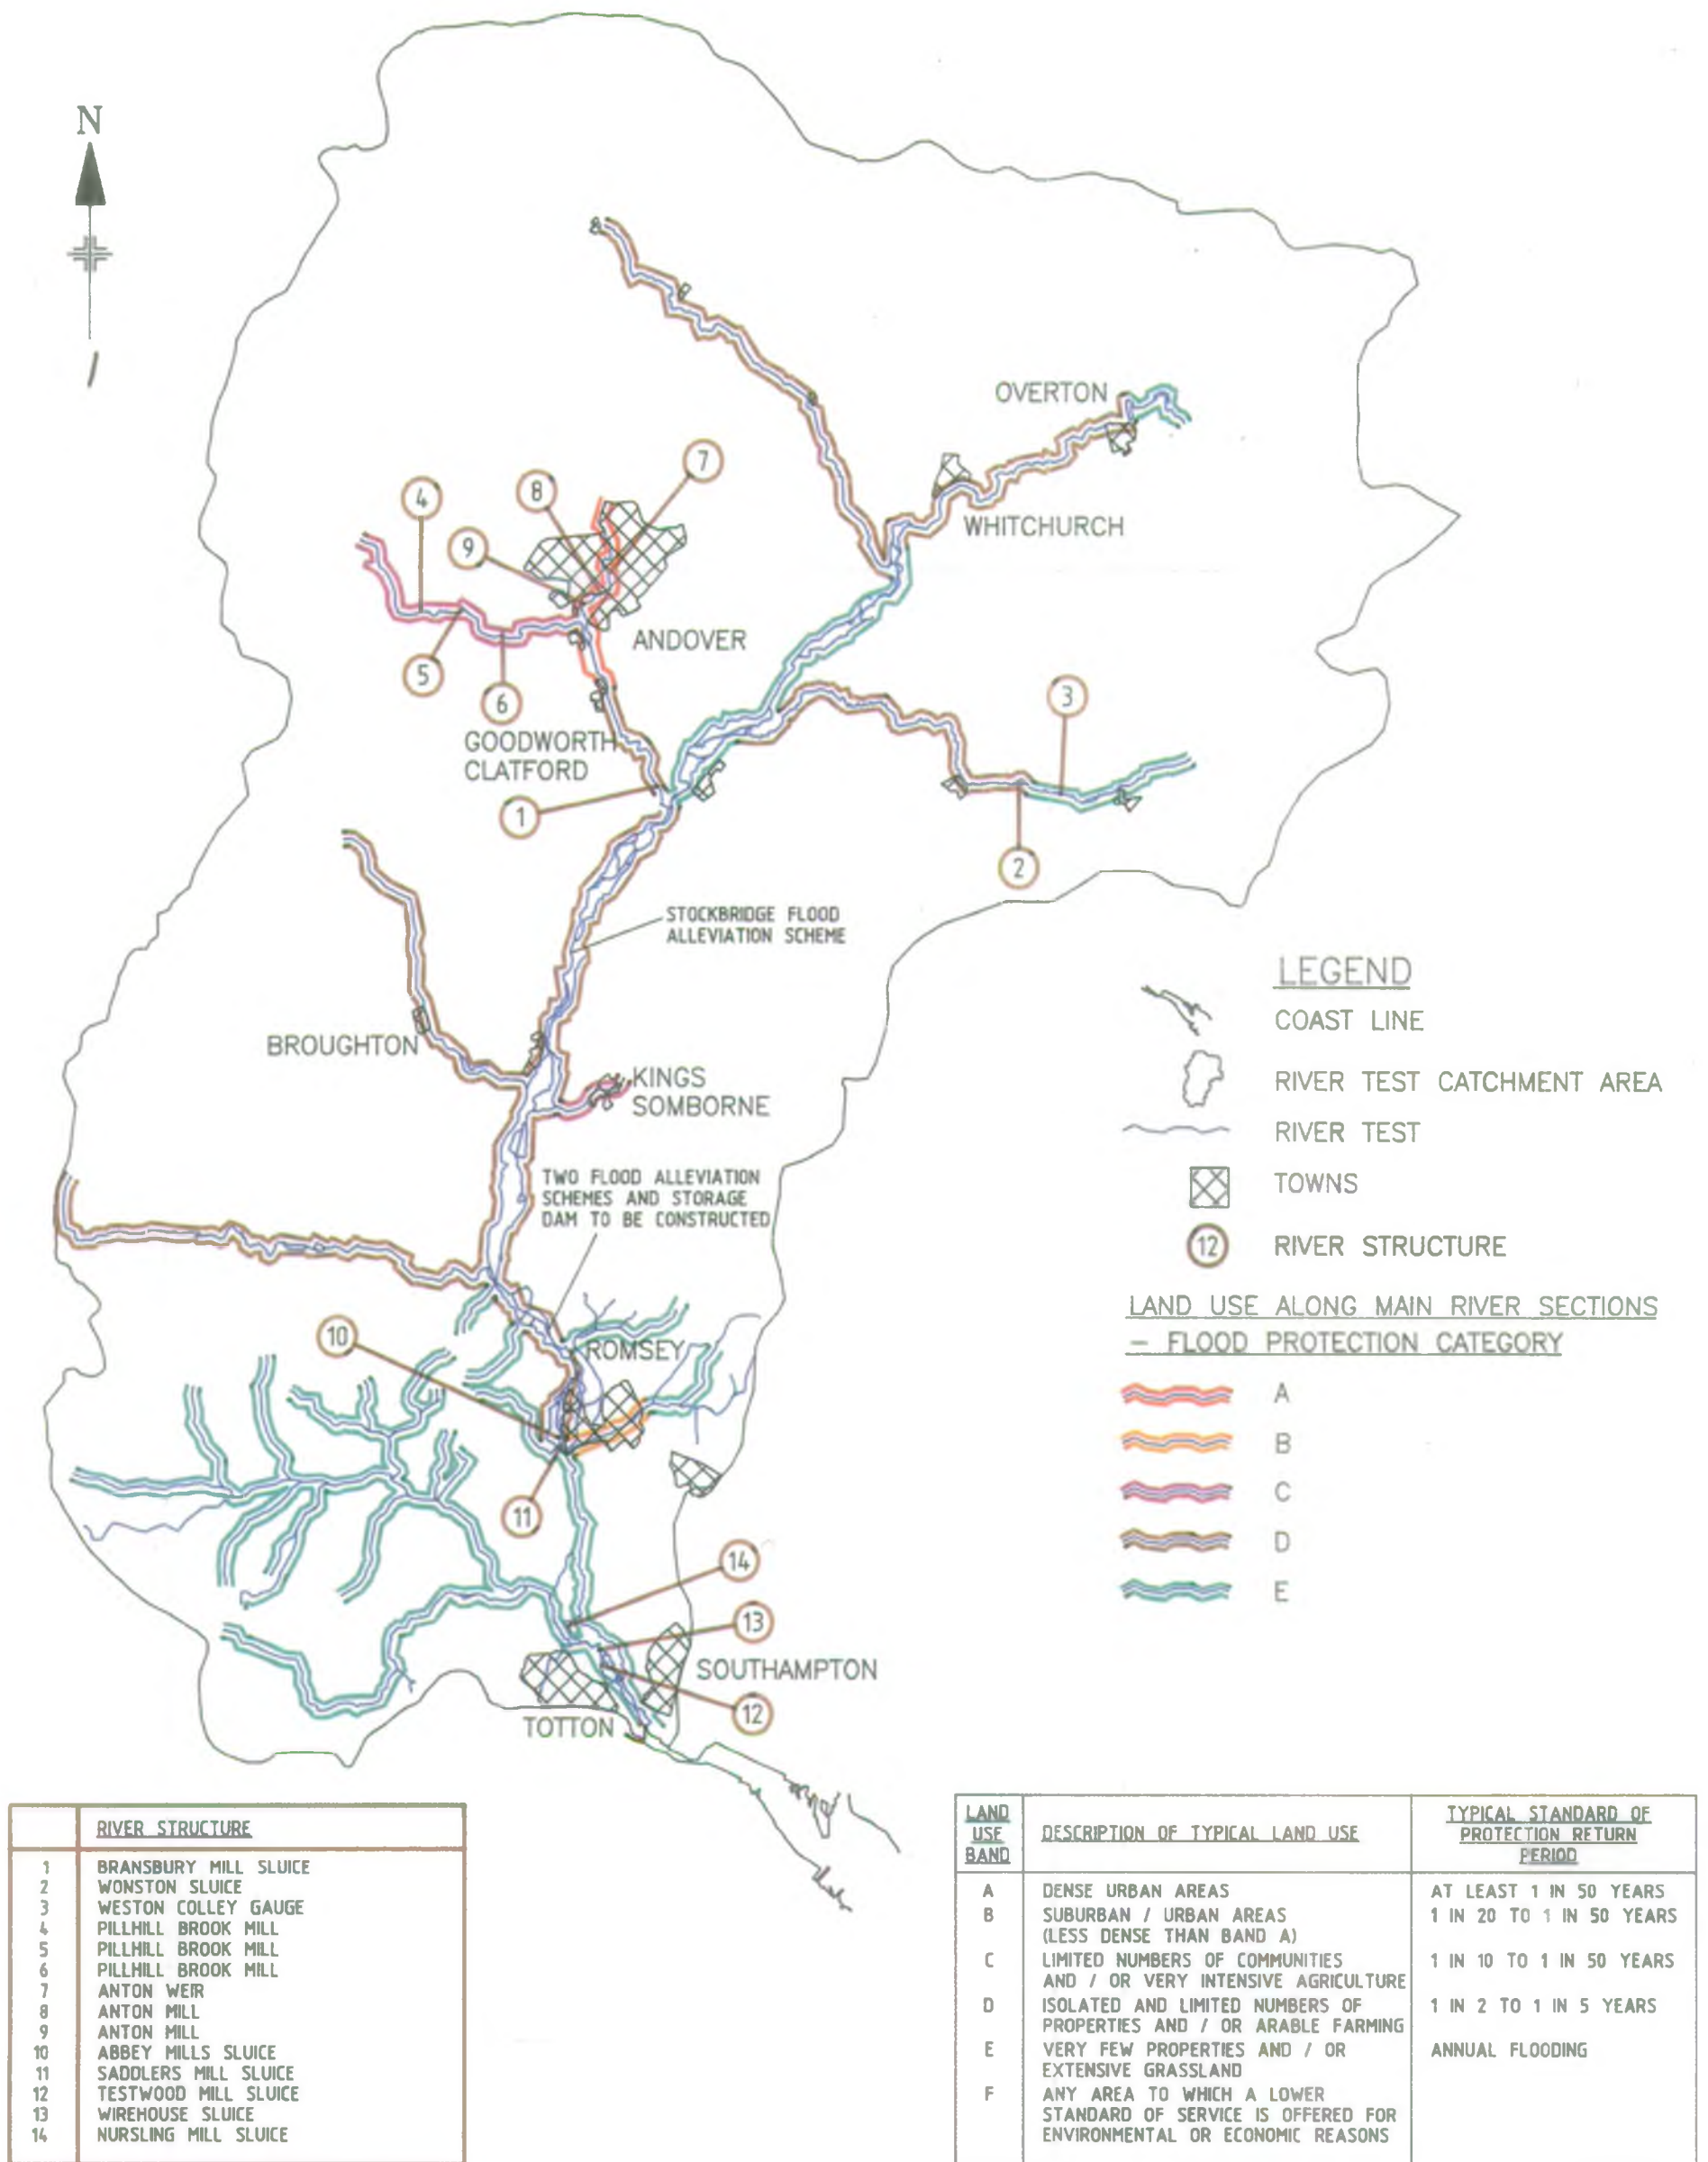 N
OVERTON
7
4
8
WHITCHURCH
9
ANDOVER
5
3
6
GOODWORTH
CLATFORD
1
2
STOCKBRIDGE FLOOD
ALLEVIATION SCHEME
BROUGHTON
KINGS
SOMBORNE
TWO FLOOD ALLEVIATION
SCHEMES AND STORAGE
DAM TO BE CONSTRUCTED
10
ROMSEY
11
14
13
SOUTHAMPTON
12
TOTTON
LEGEND
COAST LINE
RIVER TEST CATCHMENT AREA
RIVER TEST
TOWNS
12 RIVER STRUCTURE
LAND USE ALONG MAIN RIVER SECTIONS
– FLOOD PROTECTION CATEGORY
A
B
C
D
E
RIVER STRUCTURE
1 BRANSBURY MILL SLUICE
2 WONSTON SLUICE
3 WESTON COLLEY GAUGE
4 PILLHILL BROOK MILL
5 PILLHILL BROOK MILL
6 PILLHILL BROOK MILL
7 ANTON WEIR
8 ANTON MILL
9 ANTON MILL
10 ABBEY MILLS SLUICE
11 SADDLERS MILL SLUICE
12 TESTWOOD MILL SLUICE
13 WIREHOUSE SLUICE
14 NURSLING MILL SLUICE
LAND
USE
BAND
DESCRIPTION OF TYPICAL LAND USE
TYPICAL STANDARD OF
PROTECTION RETURN
PERIOD
A DENSE URBAN AREAS AT LEAST 1 IN 50 YEARS
B SUBURBAN / URBAN AREAS 1 IN 20 TO 1 IN 50 YEARS
(LESS DENSE THAN BAND A)
C LIMITED NUMBERS OF COMMUNITIES 1 IN 10 TO 1 IN 50 YEARS
AND / OR VERY INTENSIVE AGRICULTURE
D ISOLATED AND LIMITED NUMBERS OF 1 IN 2 TO 1 IN 5 YEARS
PROPERTIES AND / OR ARABLE FARMING
E VERY FEW PROPERTIES AND / OR ANNUAL FLOODING
EXTENSIVE GRASSLAND
F ANY AREA TO WHICH A LOWER
STANDARD OF SERVICE IS OFFERED FOR
ENVIRONMENTAL OR ECONOMIC REASONS